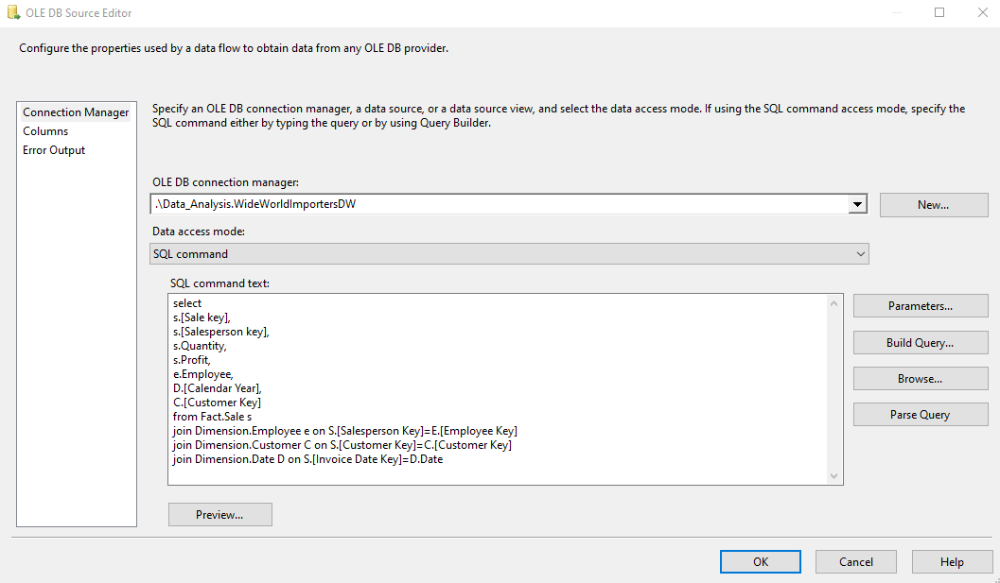 OLE DB Source Editor
Configure the properties used by a data flow to obtain data from any OLE DB provider.
Connection Manager
Columns
Error Output
Specify an OLE DB connection manager, a data source, or a data source view, and select the data access mode. If using the SQL command access mode, specify the
SQL command either by typing the query or by using Query Builder.
OLE DB connection manager:
.\Data_Analysis.WideWorldImportersDW
New...
Data access mode:
SQL command
SQL command text:
select
s.[Sale key],
s.[Salesperson key],
s.Quantity,
s.Profit,
e.Employee,
D.[Calendar Year],
C.[Customer Key]
from Fact.Sale s
join Dimension.Employee e on S.[Salesperson Key]=E.[Employee Key]
join Dimension.Customer C on S.[Customer Key]=C.[Customer Key]
join Dimension.Date D on S.[Invoice Date Key]=D.Date
Parameters...
Build Query...
Browse...
Parse Query
Preview...
OK
Cancel
Help